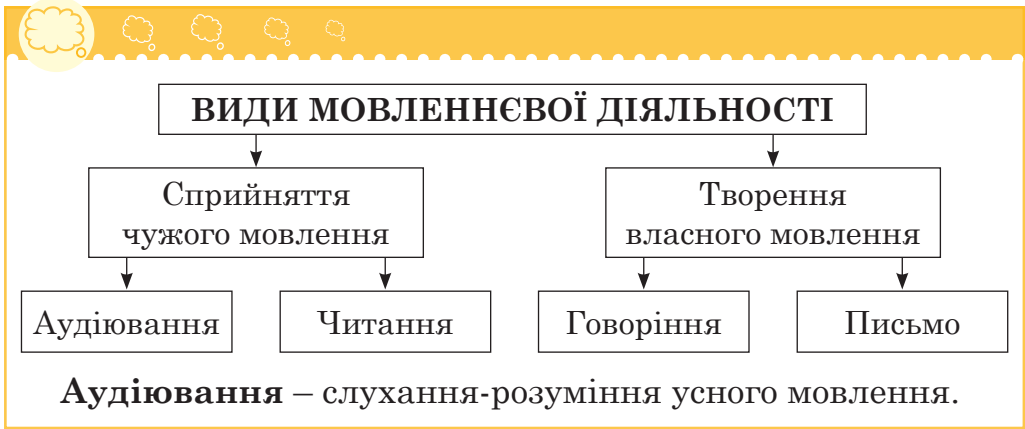 ВИДИ МОВЛЕННЄВОЇ ДІЯЛЬНОСТІ
Сприйняття
чужого мовлення
Творення
власного мовлення
Аудіювання
Читання
Говоріння
Письмо
Аудіювання – слухання-розуміння усного мовлення.